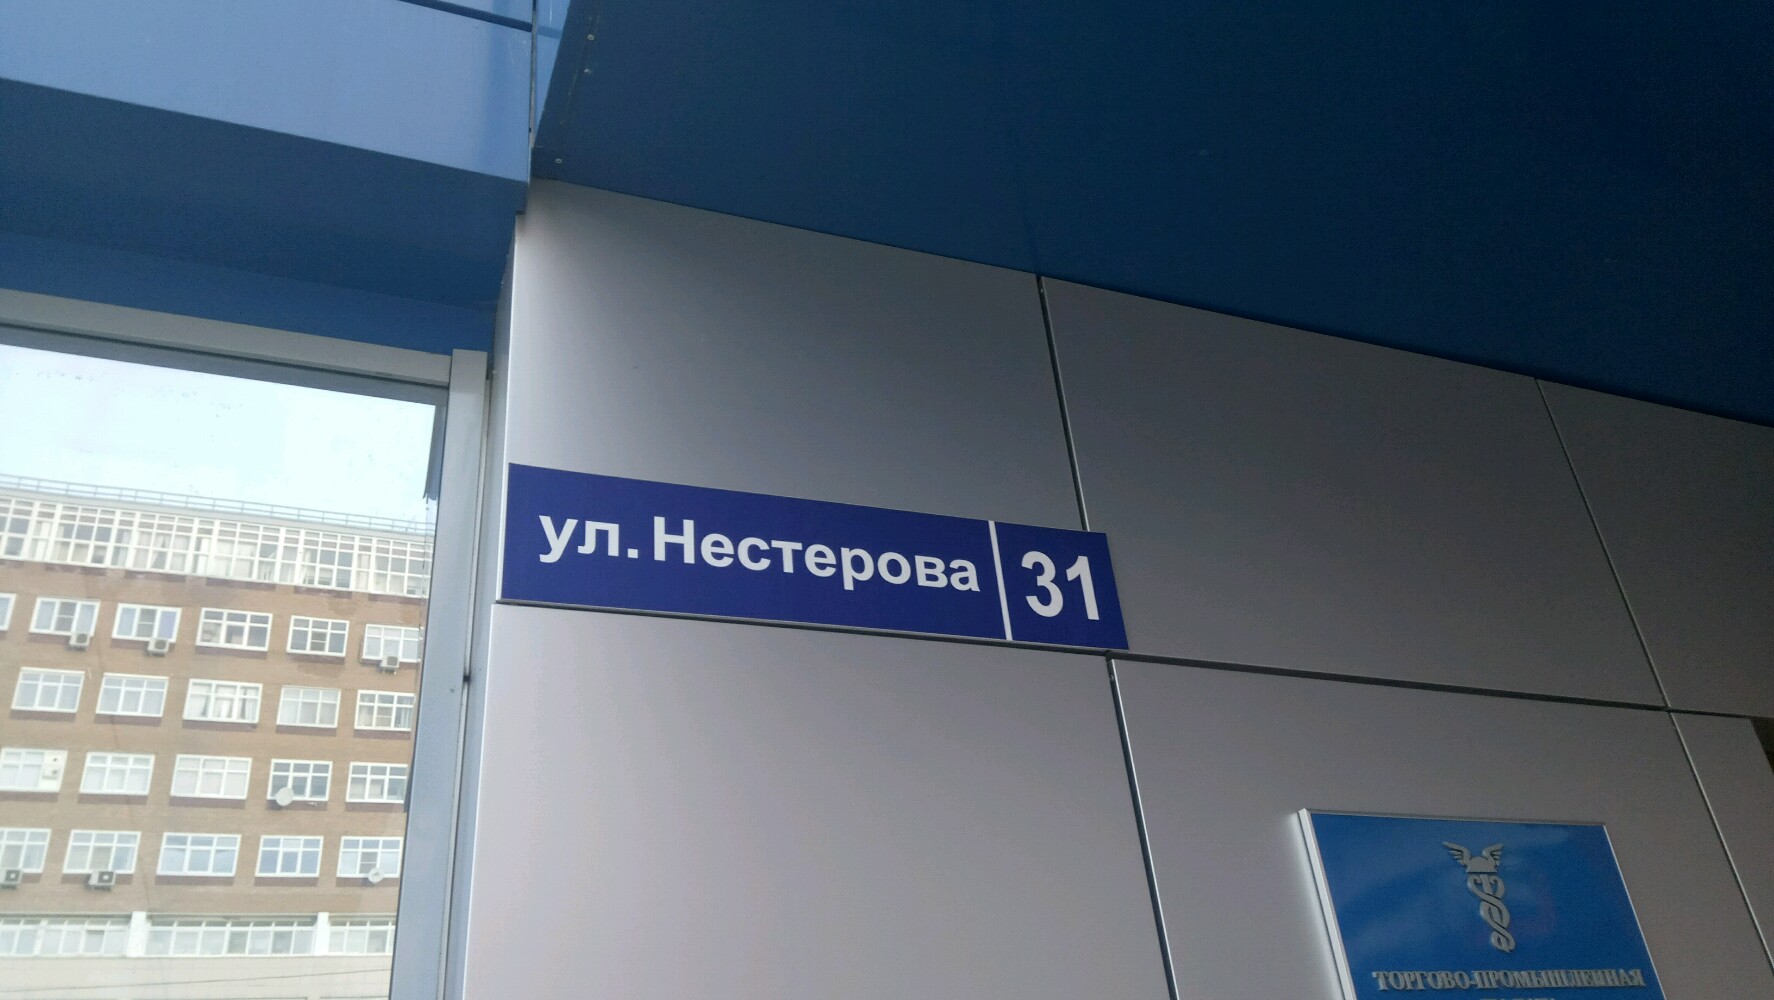 ул. Нестерова 31
ТОРГОВО-ПРОМЫШЛЕННАЯ